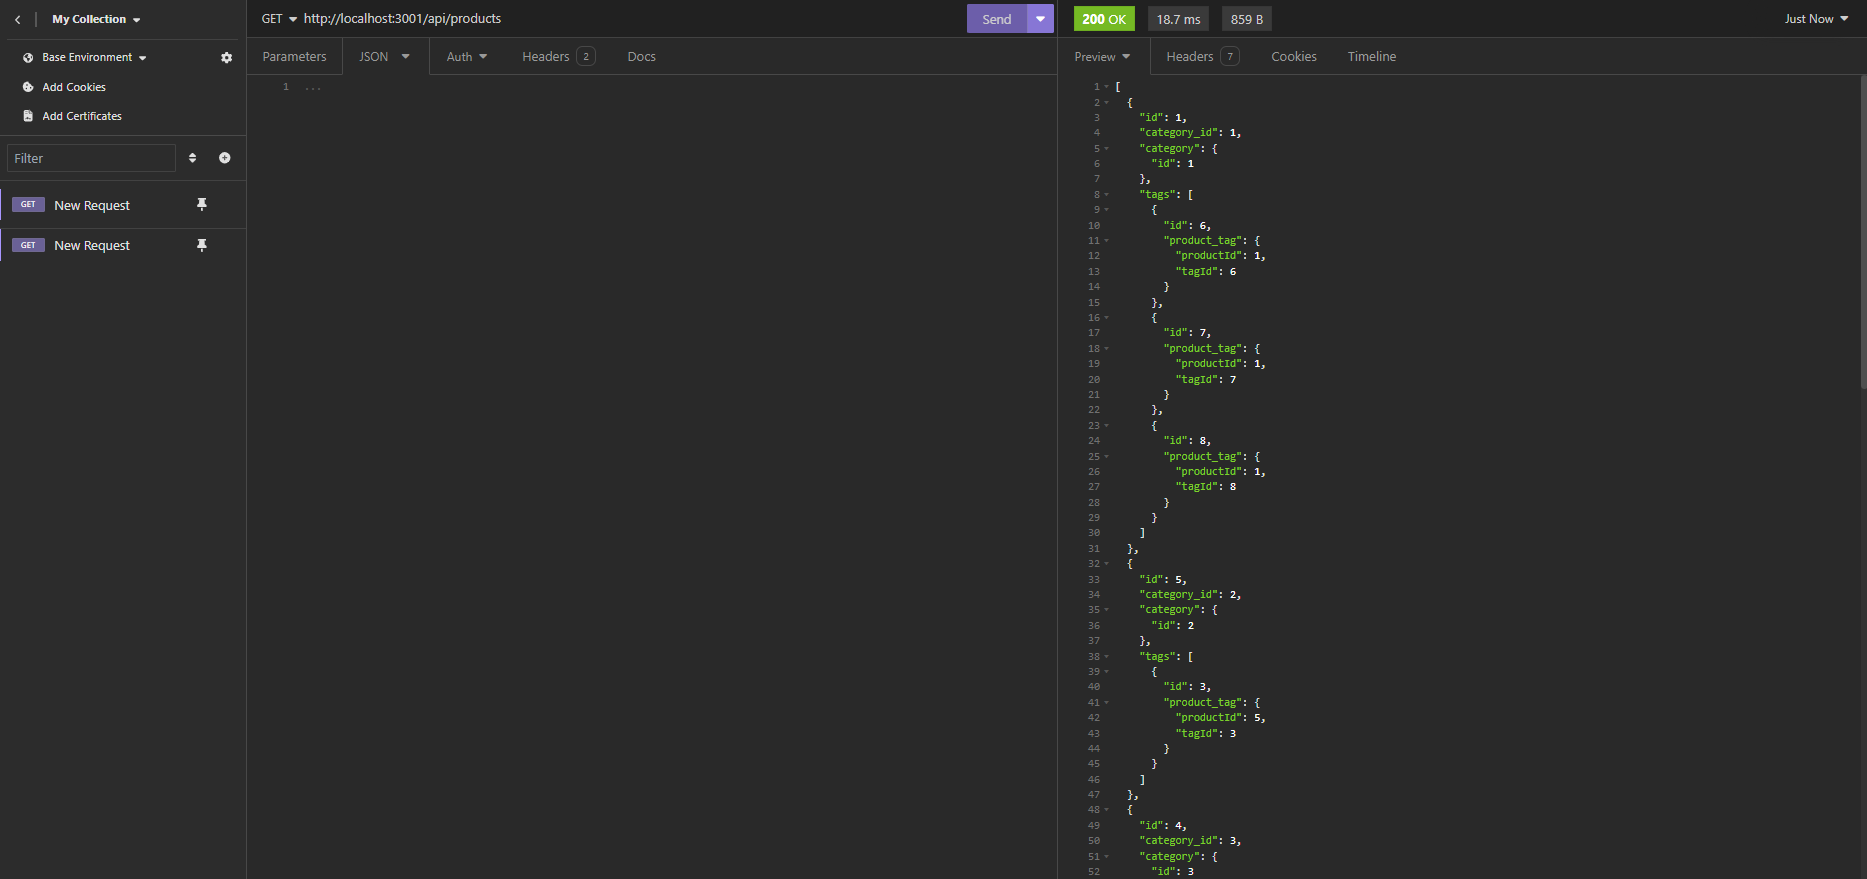 My Collection
Base Environment
Add Cookies
Add Certificates
Filter
GET New Request
GET New Request
GET http://localhost:3001/api/products Send
Parameters JSON Auth Headers 2 Docs
1 ...
200 OK 18.7 ms 859 B Just Now
Preview Headers 7 Cookies Timeline
1 [
2 {
3 "id": 1,
4 "category_id": 1,
5 "category": {
6 "id": 1
7 },
8 "tags": [
9 {
10 "id": 6,
11 "product_tag": {
12 "productId": 1,
13 "tagId": 6
14 }
15 },
16 {
17 "id": 7,
18 "product_tag": {
19 "productId": 1,
20 "tagId": 7
21 }
22 },
23 {
24 "id": 8,
25 "product_tag": {
26 "productId": 1,
27 "tagId": 8
28 }
29 }
30 ]
31 },
32 {
33 "id": 5,
34 "category_id": 2,
35 "category": {
36 "id": 2
37 },
38 "tags": [
39 {
40 "id": 3,
41 "product_tag": {
42 "productId": 5,
43 "tagId": 3
44 }
45 }
46 ]
47 },
48 {
49 "id": 4,
50 "category_id": 3,
51 "category": {
52 "id": 3